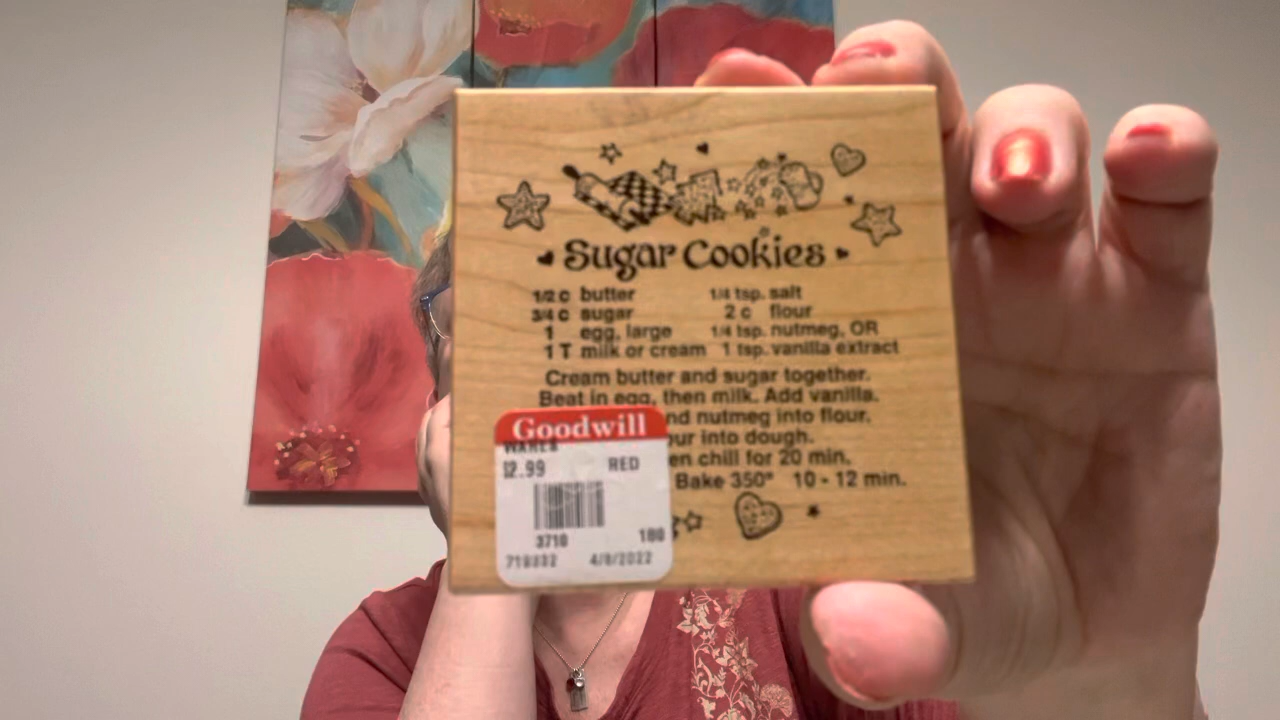 Sugar Cookies
1/2 c butter 1/4 tsp. salt
3/4 c sugar 2 c flour
1 egg, large 1/4 tsp. nutmeg, OR
1 T milk or cream 1 tsp. vanilla extract
Cream butter and sugar together.
Beat in egg, then milk. Add vanilla.
nd nutmeg into flour.
our into dough.
en chill for 20 min.
Bake 350° 10 - 12 min.
Goodwill
WARES
$2.99 RED
3710 180
4/8/2022